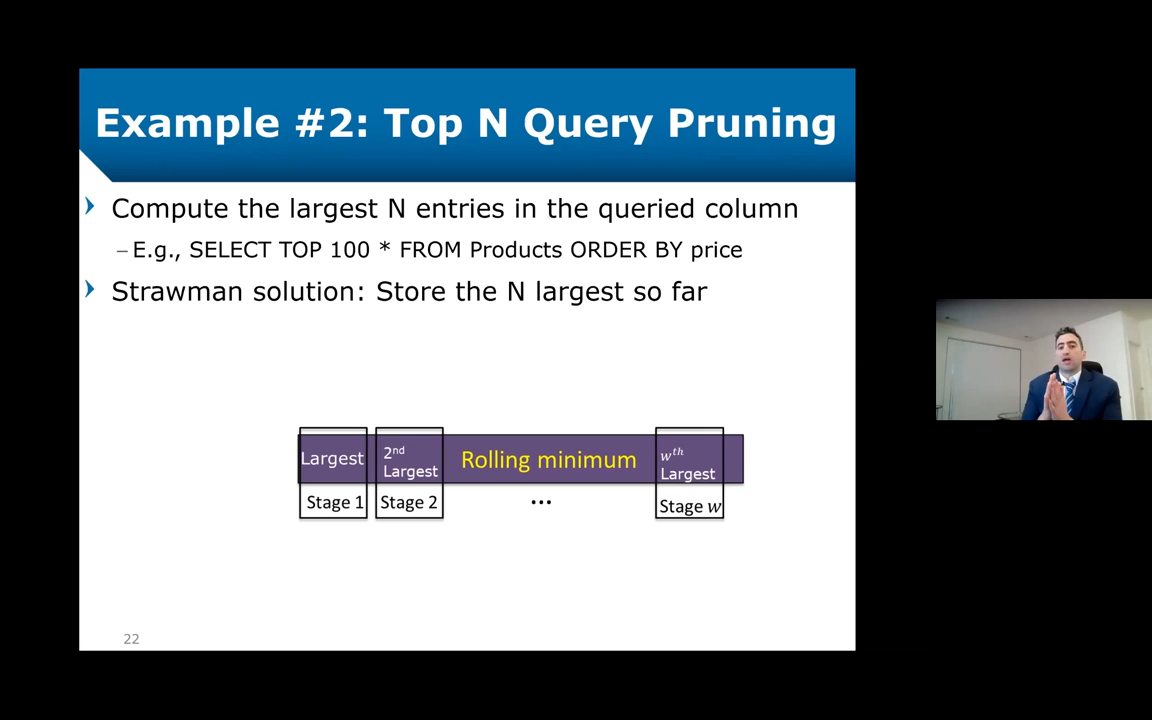 Example #2: Top N Query Pruning
Compute the largest N entries in the queried column
–E.g., SELECT TOP 100 * FROM Products ORDER BY price
Strawman solution: Store the N largest so far
Largest
2nd
Largest
Rolling minimum
wth
Largest
Stage 1
Stage 2
...
Stage w
22